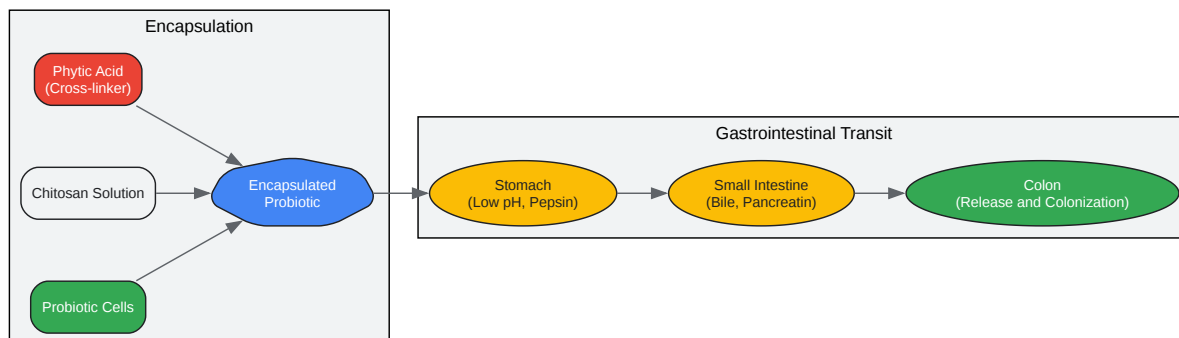 Encapsulation
Phytic Acid
(Cross-linker)
Chitosan Solution
Probiotic Cells
Encapsulated
Probiotic
Gastrointestinal Transit
Stomach
(Low pH, Pepsin)
Small Intestine
(Bile, Pancreatin)
Colon
(Release and Colonization)